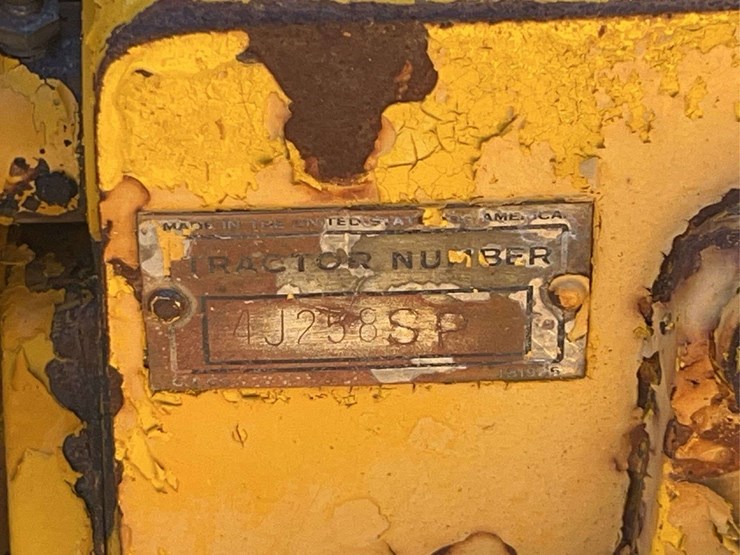 MADE IN THE UNITED STATES OF AMERICA
TRACTOR NUMBER
4J258SP